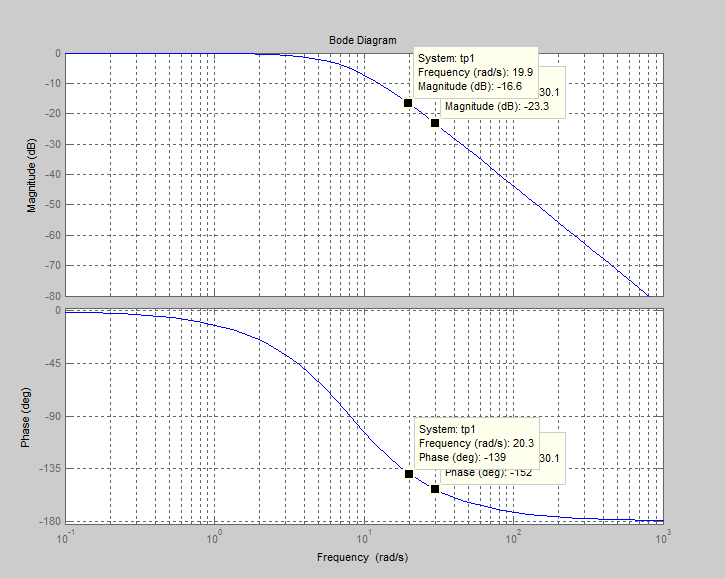 Bode Diagram
System: tp1
Frequency (rad/s): 19.9
Magnitude (dB): -16.6
30.1
Magnitude (dB): -23.3
Magnitude (dB)
0
-10
-20
-30
-40
-50
-60
-70
-80
System: tp1
Frequency (rad/s): 20.3
Phase (deg): -139
30.1
Phase (deg): -152
Phase (deg)
0
-45
-90
-135
-180
10^-1 10^0 10^1 10^2 10^3
Frequency (rad/s)